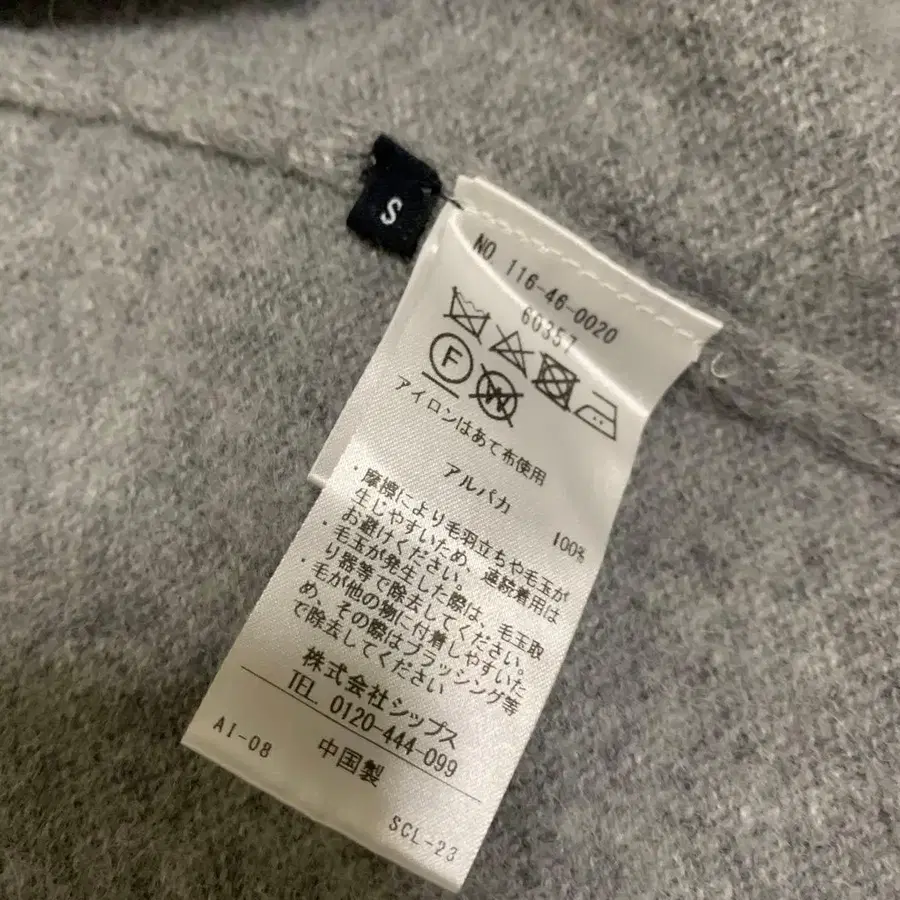 S
NO. 116-46-0020
60357
F
W
アイロンはあて布使用
アルパカ 100%
・摩擦により毛羽立ちや毛玉が
生じやすいため、連続着用は
お避けください。
・毛玉が発生した際は、毛玉取
り器等で除去してください。
・毛が他の物に付着しやすいた
め、その際はブラッシング等
で除去してください
株式会社シップス
TEL. 0120-444-099
AI-08 中国製
SCL-23